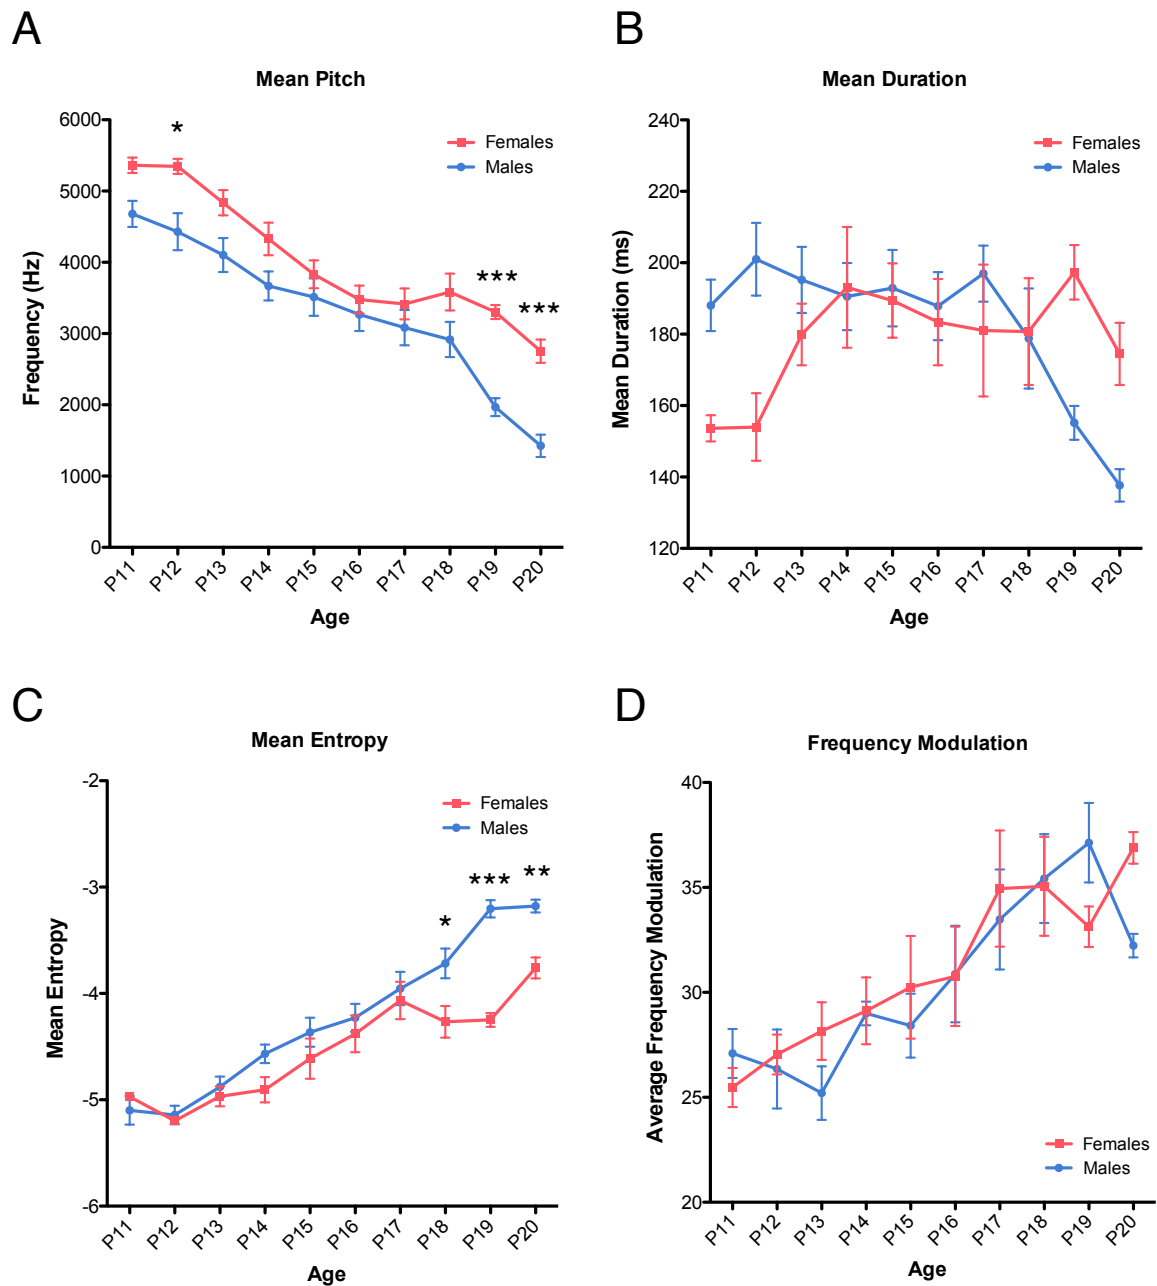 A
Mean Pitch
Frequency (Hz)
6000
5000
4000
3000
2000
1000
0
*
***
***
Females
Males
P11 P12 P13 P14 P15 P16 P17 P18 P19 P20
Age
B
Mean Duration
Mean Duration (ms)
240
220
200
180
160
140
120
Females
Males
P11 P12 P13 P14 P15 P16 P17 P18 P19 P20
Age
C
Mean Entropy
Mean Entropy
-2
-3
-4
-5
-6
Females
Males
*
***
**
P11 P12 P13 P14 P15 P16 P17 P18 P19 P20
Age
D
Frequency Modulation
Average Frequency Modulation
40
35
30
25
20
Females
Males
P11 P12 P13 P14 P15 P16 P17 P18 P19 P20
Age